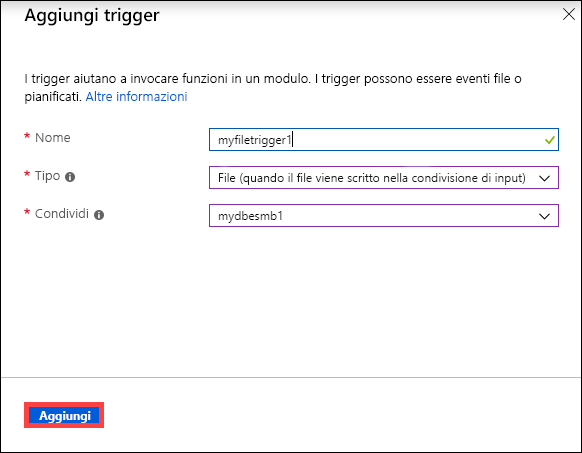 Aggiungi trigger
I trigger aiutano a invocare funzioni in un modulo. I trigger possono essere eventi file o
pianificati. Altre informazioni
* Nome
myfiletrigger1
* Tipo
File (quando il file viene scritto nella condivisione di input)
* Condividi
mydbesmb1
Aggiungi